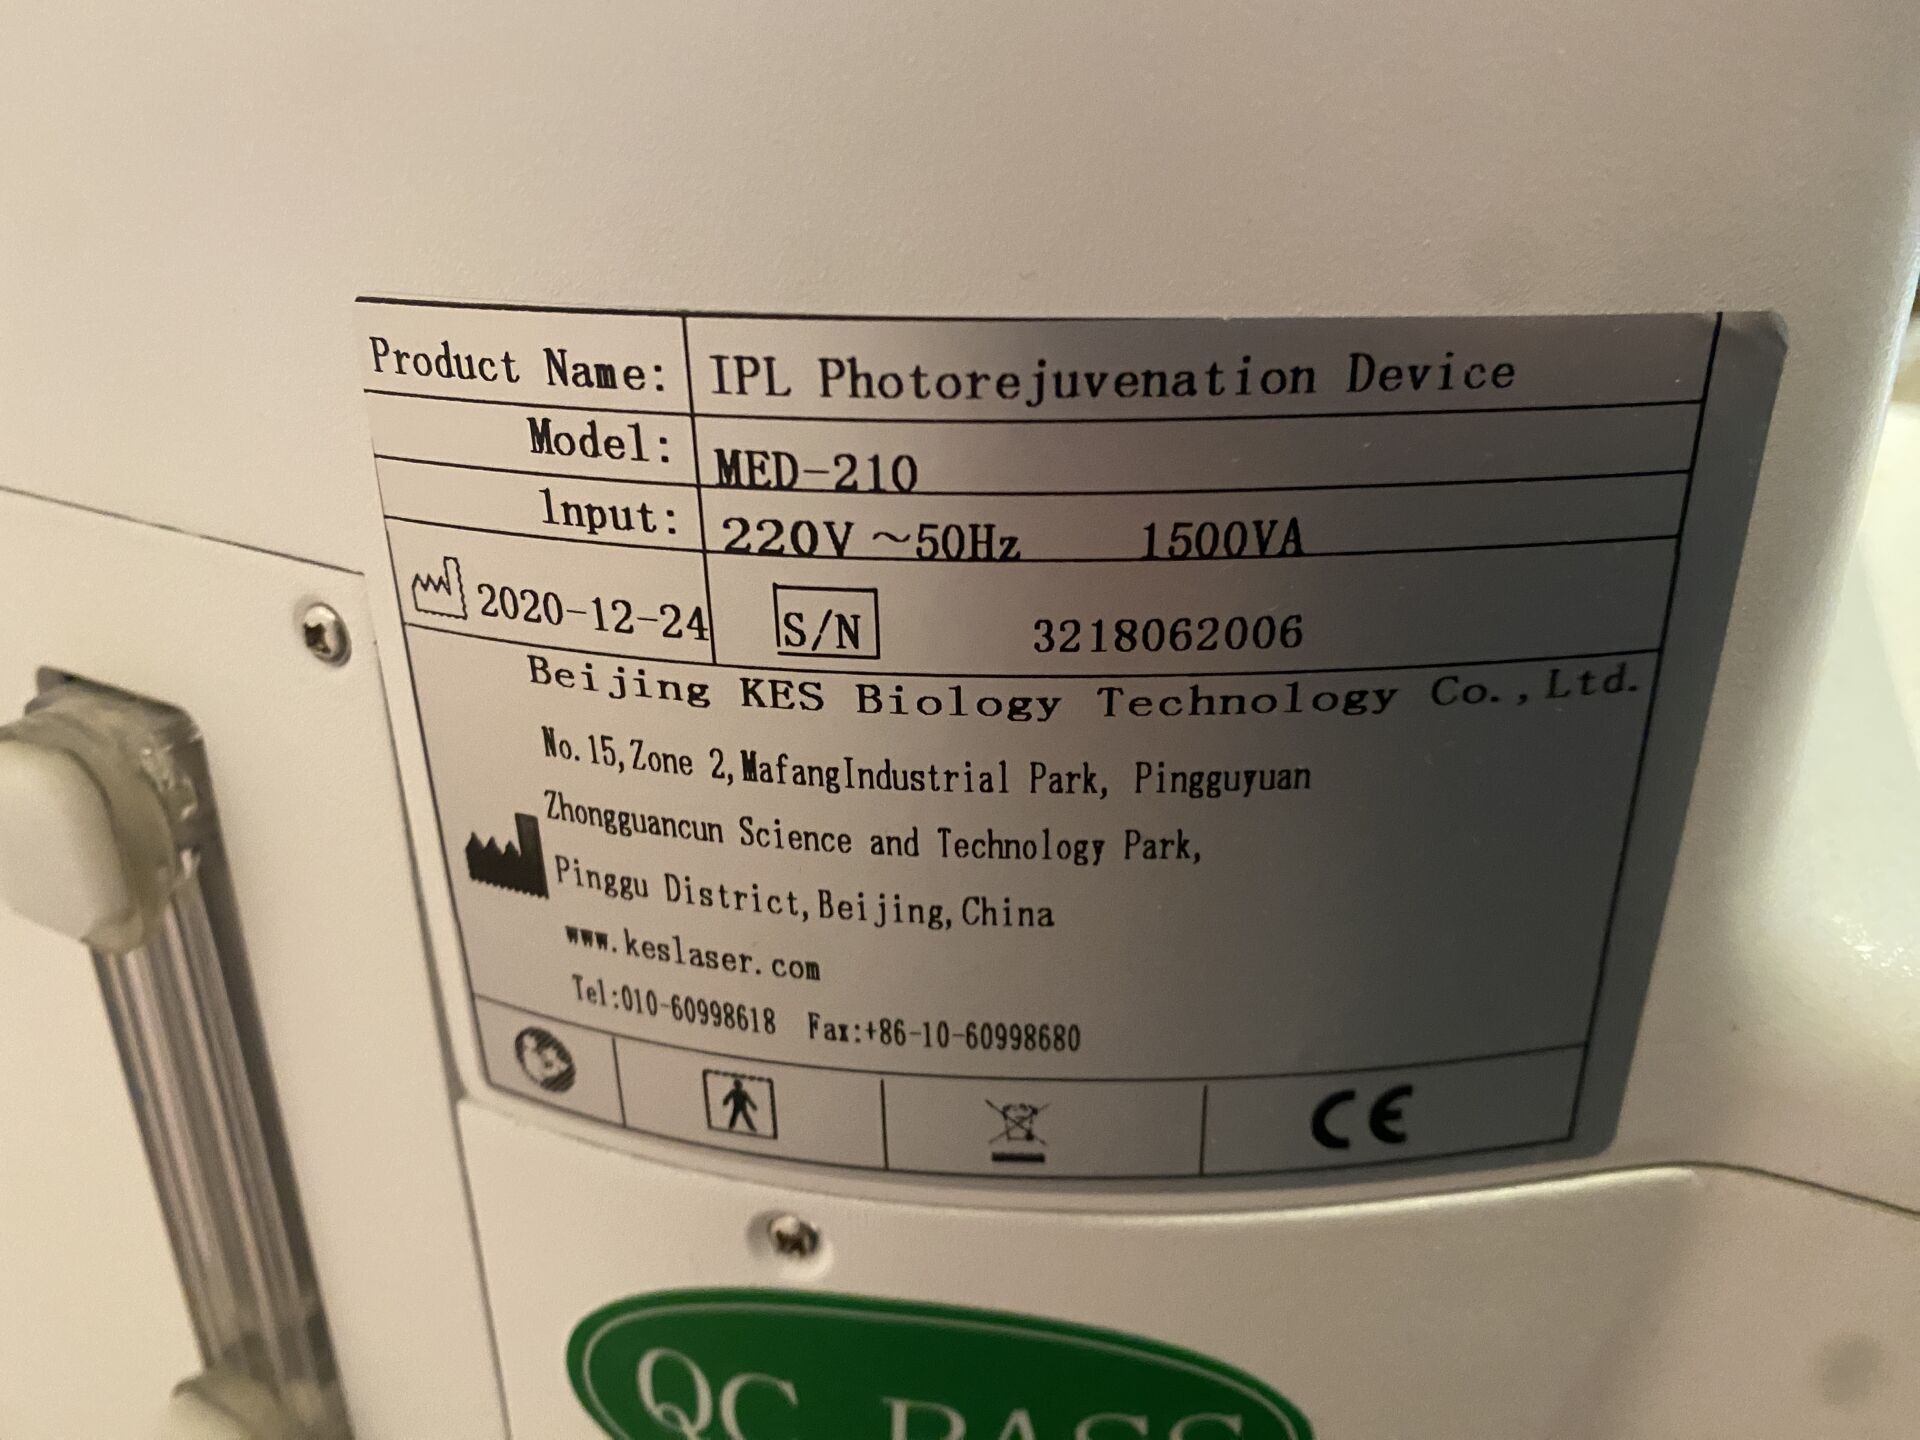 Product Name: IPL Photorejuvenation Device
Model: MED-210
Input: 220V ~50Hz 1500VA
2020-12-24 S/N 3218062006
Beijing KES Biology Technology Co.,Ltd.
No.15,Zone 2,MafangIndustrial Park, Pingguyuan
Zhongguancun Science and Technology Park,
Pinggu District,Beijing,China
www.keslaser.com
Tel:010-60998618 Fax:+86-10-60998680
CE
QC PASS